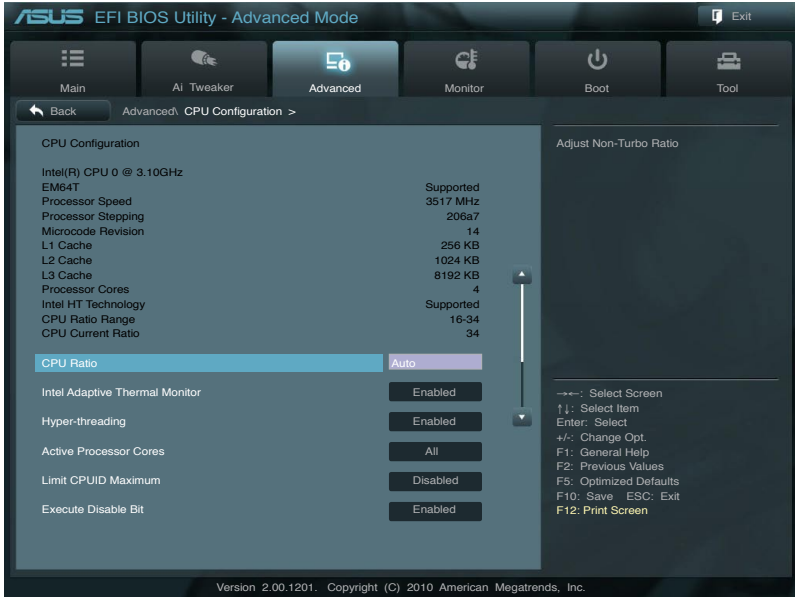 ASUS EFI BIOS Utility - Advanced Mode
Exit
Main Ai Tweaker Advanced Monitor Boot Tool
Back Advanced\ CPU Configuration >
CPU Configuration
Adjust Non-Turbo Ratio
Intel(R) CPU 0 @ 3.10GHz
EM64T Supported
Processor Speed 3517 MHz
Processor Stepping 206a7
Microcode Revision 14
L1 Cache 256 KB
L2 Cache 1024 KB
L3 Cache 8192 KB
Processor Cores 4
Intel HT Technology Supported
CPU Ratio Range 16-34
CPU Current Ratio 34
CPU Ratio Auto
Intel Adaptive Thermal Monitor Enabled
Hyper-threading Enabled
Active Processor Cores All
Limit CPUID Maximum Disabled
Execute Disable Bit Enabled
→←: Select Screen
↑↓: Select Item
Enter: Select
+/-: Change Opt.
F1: General Help
F2: Previous Values
F5: Optimized Defaults
F10: Save ESC: Exit
F12: Print Screen
Version 2.00.1201. Copyright (C) 2010 American Megatrends, Inc.